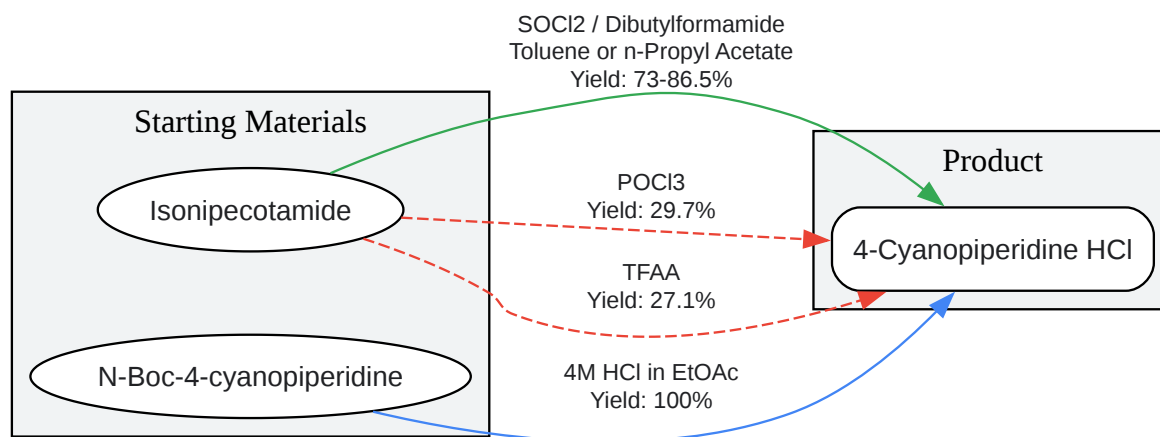 SOCl2 / Dibutylformamide
Toluene or n-Propyl Acetate
Yield: 73-86.5%
Starting Materials
Product
Isonipecotamide
POCl3
Yield: 29.7%
4-Cyanopiperidine HCl
TFAA
Yield: 27.1%
N-Boc-4-cyanopiperidine
4M HCl in EtOAc
Yield: 100%